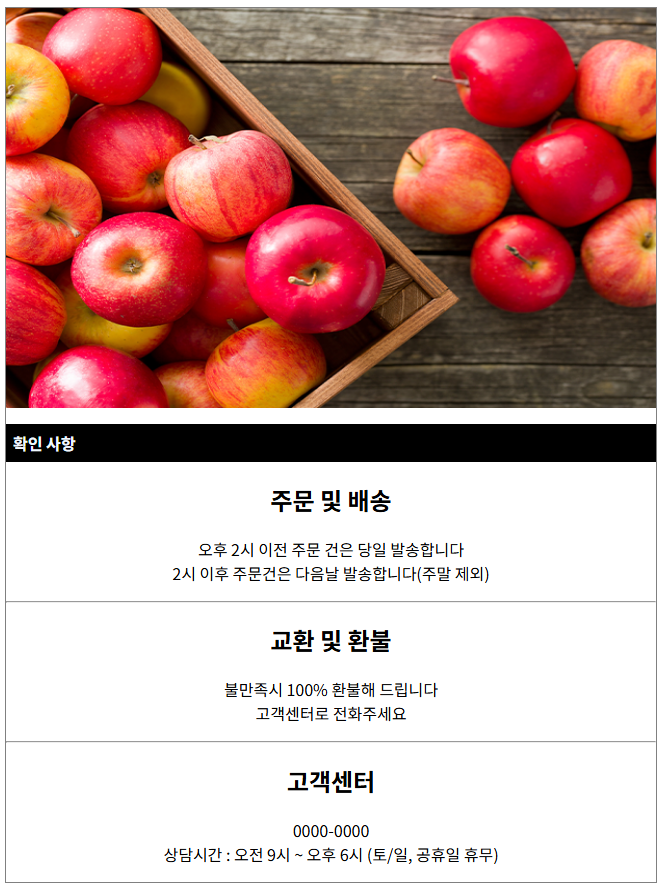 확인 사항
주문 및 배송
오후 2시 이전 주문 건은 당일 발송합니다
2시 이후 주문건은 다음날 발송합니다(주말 제외)
교환 및 환불
불만족시 100% 환불해 드립니다
고객센터로 전화주세요
고객센터
0000-0000
상담시간 : 오전 9시 ~ 오후 6시 (토/일, 공휴일 휴무)